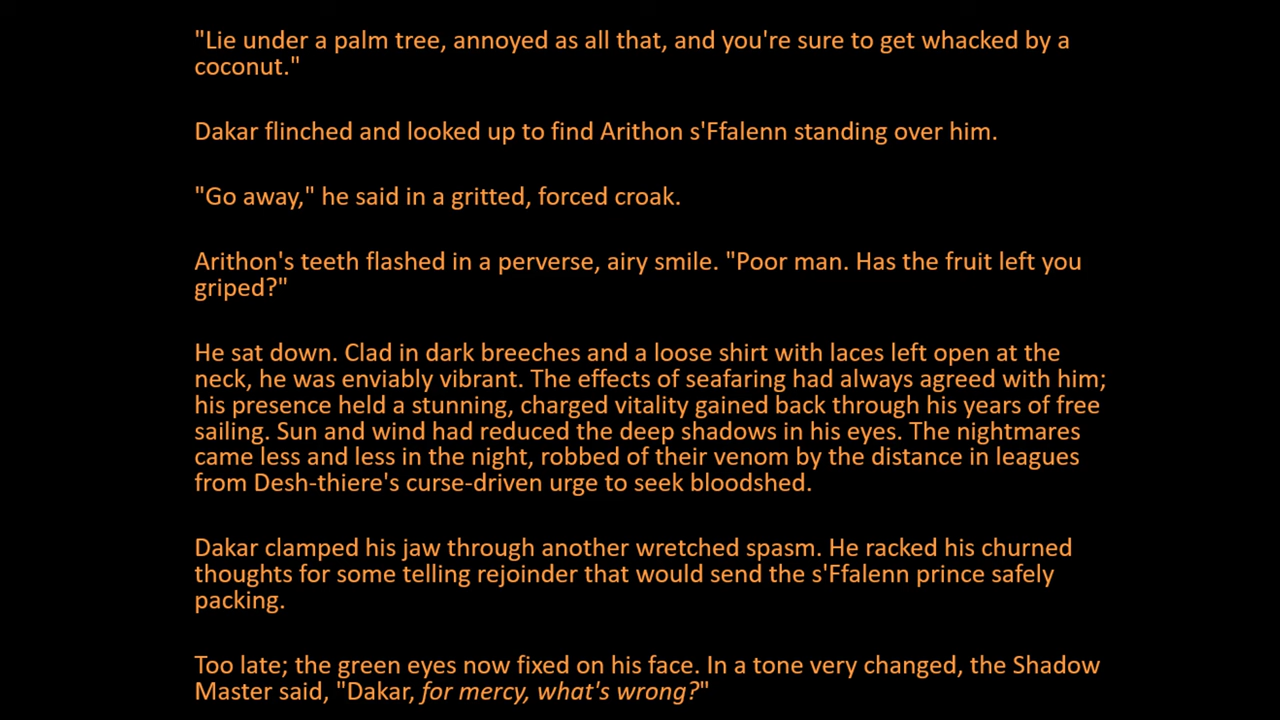 "Lie under a palm tree, annoyed as all that, and you're sure to get whacked by a
coconut."
Dakar flinched and looked up to find Arithon s'Ffalenn standing over him.
"Go away," he said in a gritted, forced croak.
Arithon's teeth flashed in a perverse, airy smile. "Poor man. Has the fruit left you
griped?"
He sat down. Clad in dark breeches and a loose shirt with laces left open at the
neck, he was enviably vibrant. The effects of seafaring had always agreed with him;
his presence held a stunning, charged vitality gained back through his years of free
sailing. Sun and wind had reduced the deep shadows in his eyes. The nightmares
came less and less in the night, robbed of their venom by the distance in leagues
from Desh-thiere's curse-driven urge to seek bloodshed.
Dakar clamped his jaw through another wretched spasm. He racked his churned
thoughts for some telling rejoinder that would send the s'Ffalenn prince safely
packing.
Too late; the green eyes now fixed on his face. In a tone very changed, the Shadow
Master said, "Dakar, for mercy, what's wrong?"